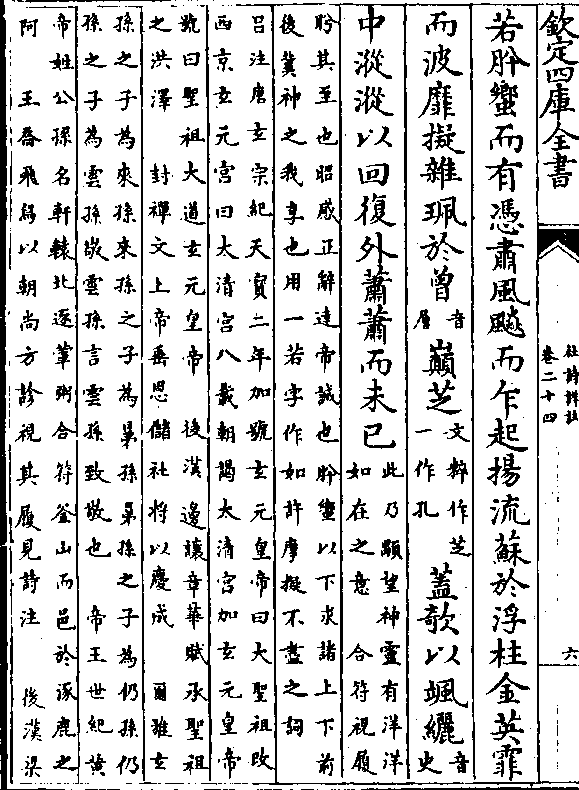 欽定四庫全書
杜詩詳註
卷二十四
六
若肸蠁而有憑肅風飈而乍起揚流蘇於浮柱金英霏
而波靡擬雜珮於曾音層巔芝文粹作芝一作孔蓋欹以颯纚音史
中漎漎以回復外蕭蕭而未已此乃顒望神靈有洋洋
如在之意 合符視履
肸其至也昭感正辭達帝誠也肸蠁以下求諸上下前
後冀神之我享也用一若字作如許摩擬不盡之詞
呂注唐玄宗紀天寳二年加號玄元皇帝曰大聖祖改
西京玄元宮曰太清宮八載朝謁太清宮加玄元皇帝
號曰聖祖大道玄元皇帝 後漢邊讓章華賦承聖祖
之洪澤 封禪文上帝垂恩儲祉將以慶成 爾雅玄
孫之子為來孫來孫之子為晜孫晜孫之子為仍孫仍
孫之子為雲孫敬雲孫言雲孫致敬也 帝王世紀黃
帝姓公孫名軒轅北逐葷粥合符釜山而邑於涿鹿之
阿 王喬飛舄以朝尚方診視其履見詩注 後漢梁